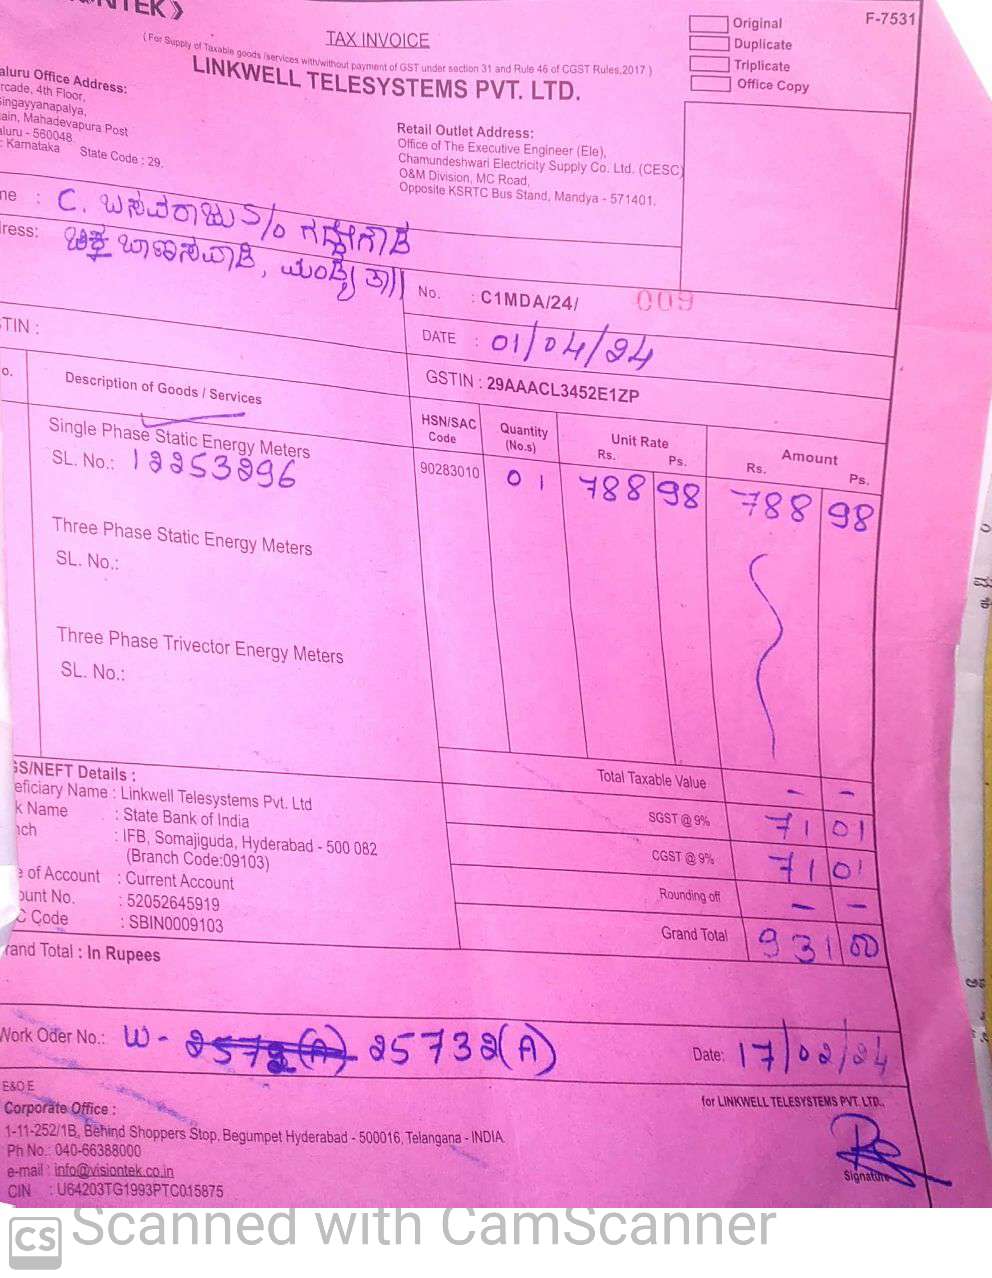 NTEK》
TAX INVOICE
( For Supply of Taxable goods /services with/without payment of GST under section 31 and Rule 46 of CGST Rules,2017 )
LINKWELL TELESYSTEMS PVT. LTD.
Original
Duplicate
Triplicate
Office Copy
F-7531
aluru Office Address:
rcade, 4th Floor,
Singayyanapalya,
ain, Mahadevapura Post
aluru - 560048
: Karnataka State Code : 29.
Retail Outlet Address:
Office of The Executive Engineer (Ele),
Chamundeshwari Electricity Supply Co. Ltd. (CESC)
O&M Division, MC Road,
Opposite KSRTC Bus Stand, Mandya - 571401.
me : C. ಬಸವರಾಜು S/o ಗದ್ದೇಗೌಡ
dress: ಚಿಕ್ಕ ಬಾಣಸವಾಡಿ, ಮಂಡ್ಯ ತಾ||
No. : C1MDA/24/ 009
DATE : 01/04/24
STIN :
GSTIN : 29AAACL3452E1ZP
o. Description of Goods / Services HSN/SAC Code Quantity (No.s) Unit Rate Rs. Ps. Amount Rs. Ps.
Single Phase Static Energy Meters
SL. No.: 12253296 90283010 01 788 98 788 98
Three Phase Static Energy Meters
SL. No.:
Three Phase Trivector Energy Meters
SL. No.:
Total Taxable Value - -
SGST @ 9% 71 01
CGST @ 9% 71 01
Rounding off - -
Grand Total 931 00
GS/NEFT Details :
eficiary Name : Linkwell Telesystems Pvt. Ltd
k Name : State Bank of India
nch : IFB, Somajiguda, Hyderabad - 500 082
(Branch Code:09103)
e of Account : Current Account
ount No. : 52052645919
C Code : SBIN0009103
rand Total : In Rupees
Work Oder No.: W - 2572(A) 25732(A)
Date: 17/02/24
E&O E
Corporate Office :
1-11-252/1B, Behind Shoppers Stop, Begumpet Hyderabad - 500016, Telangana - INDIA
Ph No.: 040-66388000
e-mail : info@visiontek.co.in
CIN : U64203TG1993PTC015875
for LINKWELL TELESYSTEMS PVT. LTD..
Signature
CS Scanned with CamScanner